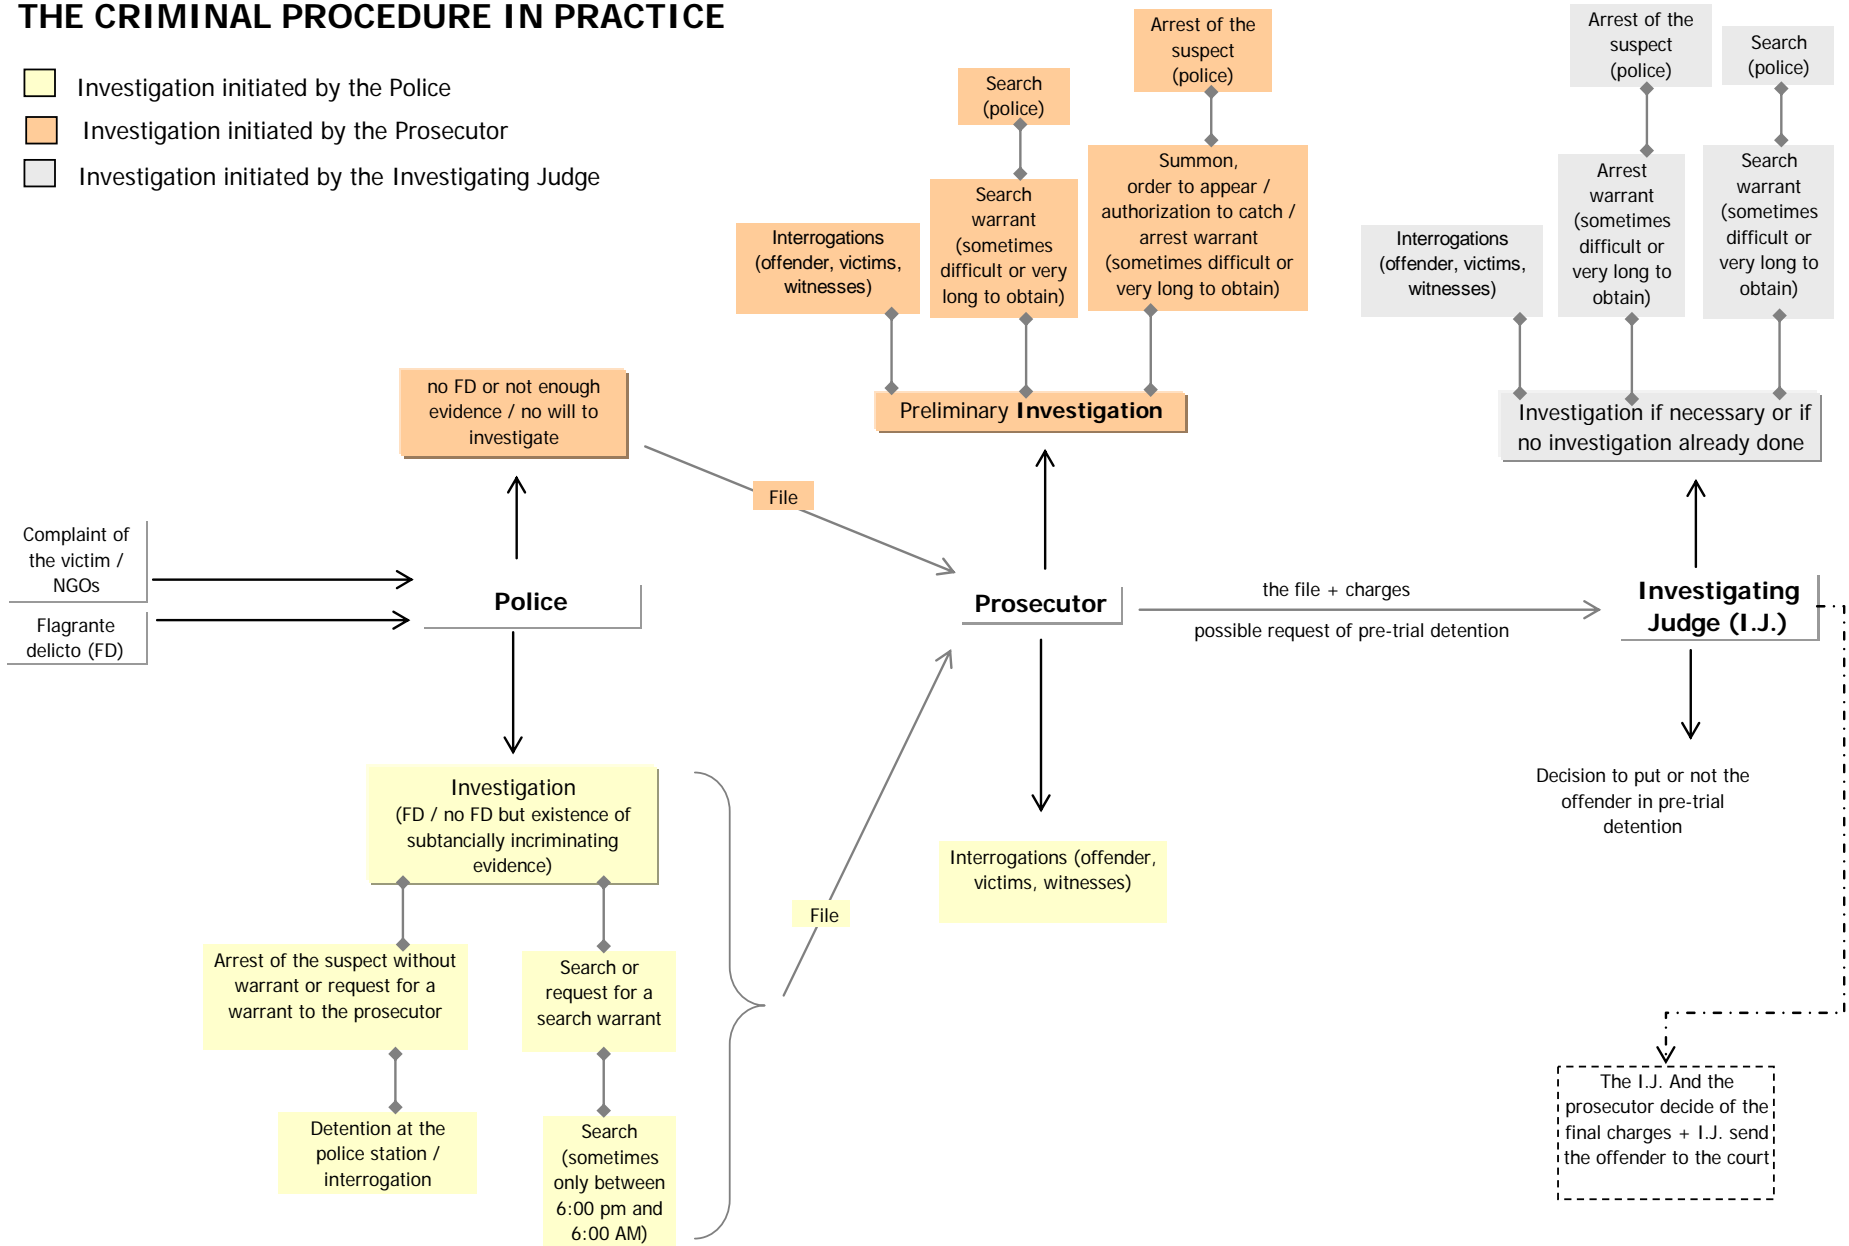 THE CRIMINAL PROCEDURE IN PRACTICE
Investigation initiated by the Police
Investigation initiated by the Prosecutor
Investigation initiated by the Investigating Judge
Arrest of the
suspect
(police)
Search
(police)
Summon,
order to appear /
authorization to catch /
arrest warrant
(sometimes difficult or
very long to obtain)
Search
warrant
(sometimes
difficult or very
long to obtain)
Interrogations
(offender, victims,
witnesses)
Preliminary Investigation
Arrest of the
suspect
(police)
Search
(police)
Arrest
warrant
(sometimes
difficult or
very long to
obtain)
Search
warrant
(sometimes
difficult or
very long to
obtain)
Interrogations
(offender, victims,
witnesses)
Investigation if necessary or if
no investigation already done
no FD or not enough
evidence / no will to
investigate
File
Complaint of
the victim /
NGOs
Flagrante
delicto (FD)
Police
Prosecutor
the file + charges
possible request of pre-trial detention
Investigating
Judge (I.J.)
Investigation
(FD / no FD but existence of
subtancially incriminating
evidence)
Arrest of the suspect without
warrant or request for a
warrant to the prosecutor
Search or
request for a
search warrant
Detention at the
police station /
interrogation
Search
(sometimes
only between
6:00 pm and
6:00 AM)
File
Interrogations (offender,
victims, witnesses)
Decision to put or not the
offender in pre-trial
detention
The I.J. And the
prosecutor decide of the
final charges + I.J. send
the offender to the court